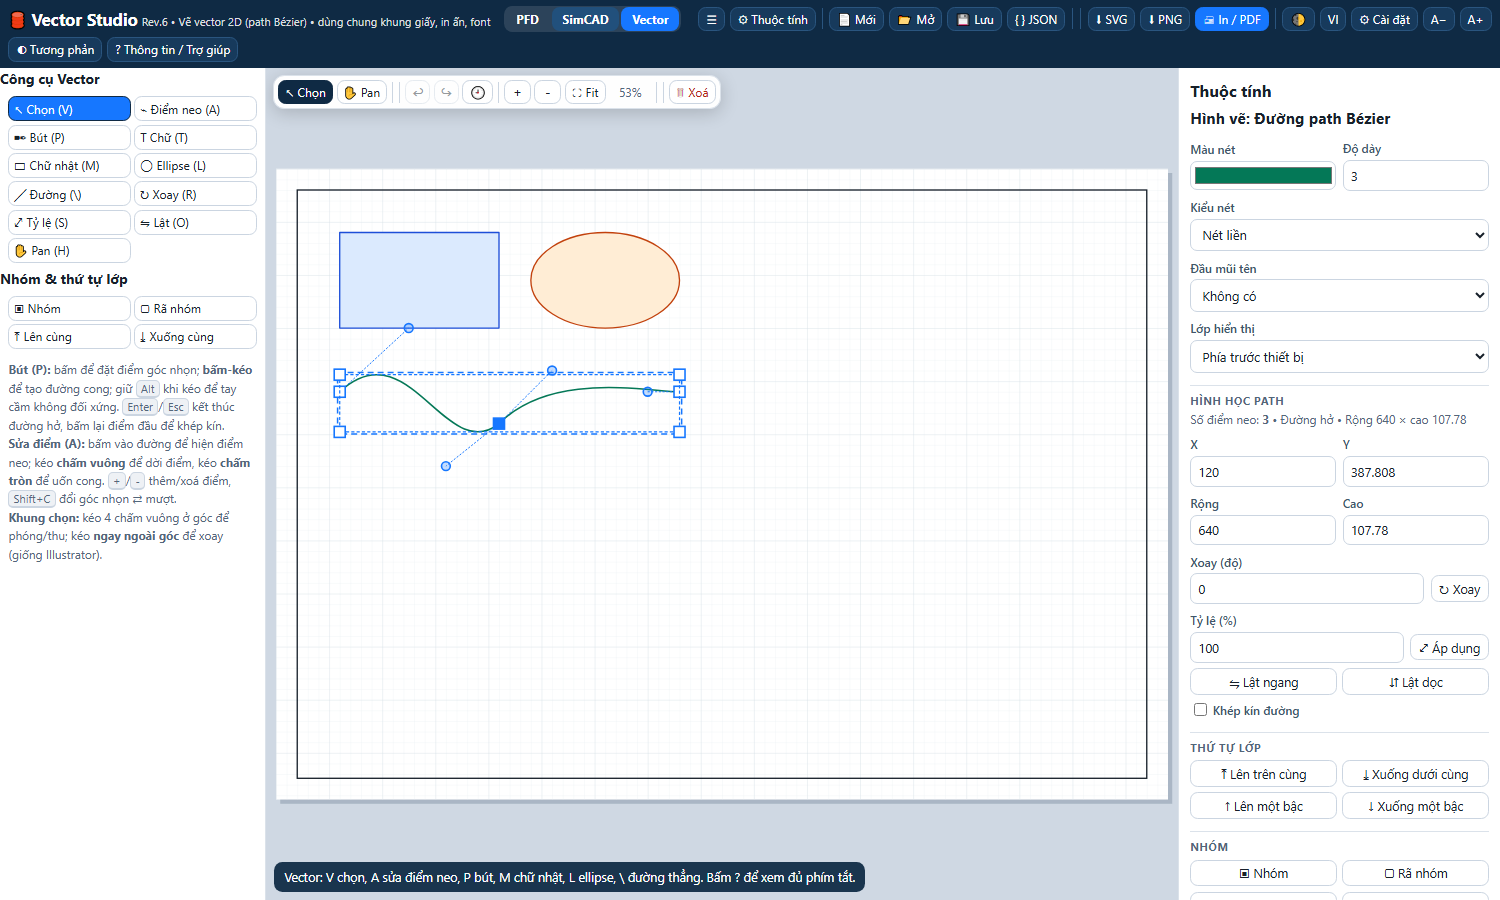 Vector Studio Rev.6 • Vẽ vector 2D (path Bézier) • dùng chung khung giấy, in ấn, font
PFD SimCAD Vector
☰ ⚙ Thuộc tính Mới Mở Lưu { } JSON ⬇ SVG ⬇ PNG In / PDF VI ⚙ Cài đặt A− A+
◐ Tương phản ? Thông tin / Trợ giúp
Công cụ Vector
↖ Chọn (V) Điểm neo (A)
Bút (P) T Chữ (T)
Chữ nhật (M) Ellipse (L)
Đường (\) ↻ Xoay (R)
⤢ Tỷ lệ (S) ⇋ Lật (O)
Pan (H)
Nhóm & thứ tự lớp
▣ Nhóm ▢ Rã nhóm
⤒ Lên cùng ⤓ Xuống cùng
Bút (P): bấm để đặt điểm góc nhọn; bấm-kéo
để tạo đường cong; giữ Alt khi kéo để tay
cầm không đối xứng. Enter/Esc kết thúc
đường hở, bấm lại điểm đầu để khép kín.
Sửa điểm (A): bấm vào đường để hiện điểm
neo; kéo chấm vuông để dời điểm, kéo chấm
tròn để uốn cong. +/- thêm/xoá điểm,
Shift+C đổi góc nhọn ⇄ mượt.
Khung chọn: kéo 4 chấm vuông ở góc để
phóng/thu; kéo ngay ngoài góc để xoay
(giống Illustrator).
↖ Chọn Pan ↩ ↪ + - ⛶ Fit 53% Xoá
Vector: V chọn, A sửa điểm neo, P bút, M chữ nhật, L ellipse, \ đường thẳng. Bấm ? để xem đủ phím tắt.
Thuộc tính
Hình vẽ: Đường path Bézier
Màu nét Độ dày
3
Kiểu nét
Nét liền
Đầu mũi tên
Không có
Lớp hiển thị
Phía trước thiết bị
HÌNH HỌC PATH
Số điểm neo: 3 • Đường hở • Rộng 640 × cao 107.78
X Y
120 387.808
Rộng Cao
640 107.78
Xoay (độ)
0 ↻ Xoay
Tỷ lệ (%)
100 ⤢ Áp dụng
⇋ Lật ngang ⇵ Lật dọc
Khép kín đường
THỨ TỰ LỚP
⤒ Lên trên cùng ⤓ Xuống dưới cùng
↑ Lên một bậc ↓ Xuống một bậc
NHÓM
▣ Nhóm ▢ Rã nhóm